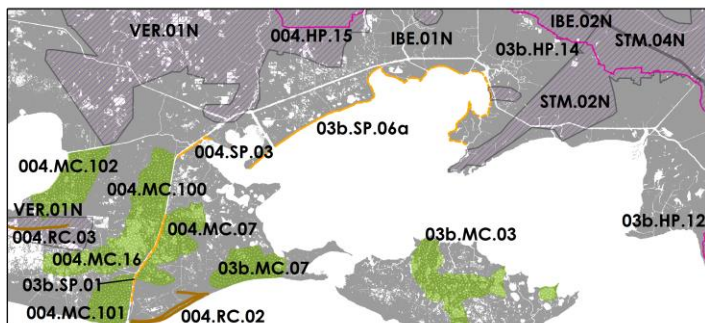 VER.01N
004.HP.15
IBE.01N
IBE.02N
STM.04N
03b.HP.14
STM.02N
03b.SP.06a
004.SP.03
004.MC.102
004.MC.100
VER.01N
004.MC.07
004.RC.03
03b.HP.12
03b.MC.03
004.MC.16
03b.MC.07
03b.SP.01
004.MC.101
004.RC.02